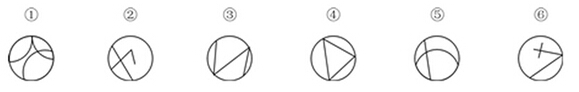 ① ② ③ ④ ⑤ ⑥